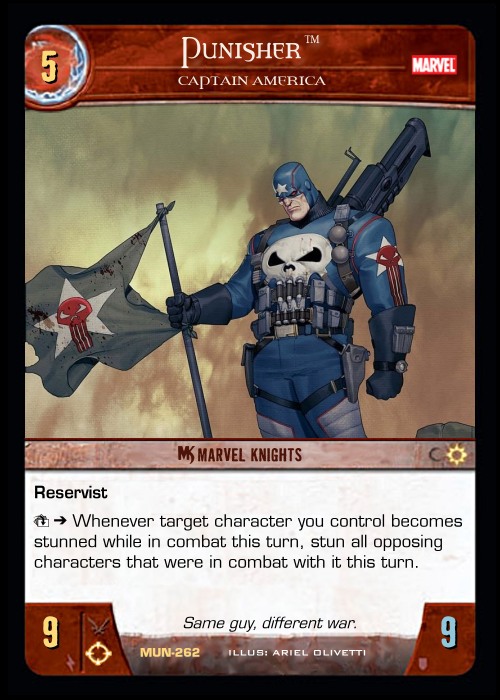 5
PUNISHER™
CAPTAIN AMERICA
MARVEL
MK MARVEL KNIGHTS
Reservist
➔ Whenever target character you control becomes
stunned while in combat this turn, stun all opposing
characters that were in combat with it this turn.
Same guy, different war.
9
9
MUN-262
ILLUS: ARIEL OLIVETTI